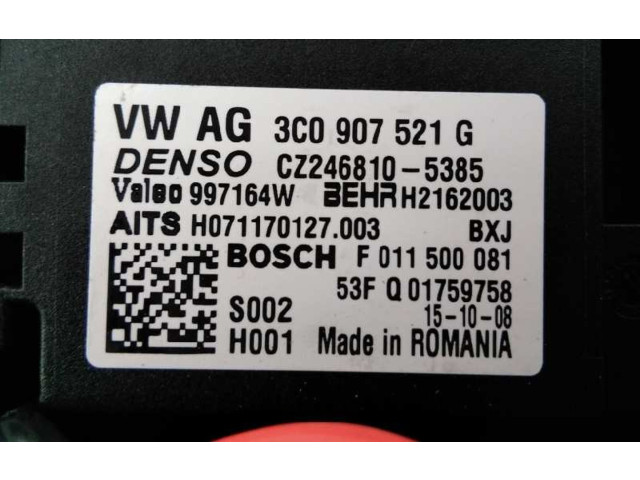 VW AG 3C0 907 521 G
DENSO CZ246810-5385
Valeo 997164W BEHR H2162003
AITS H071170127.003 BXJ
BOSCH F 011 500 081
53F Q 01759758
S002 15-10-08
H001 Made in ROMANIA